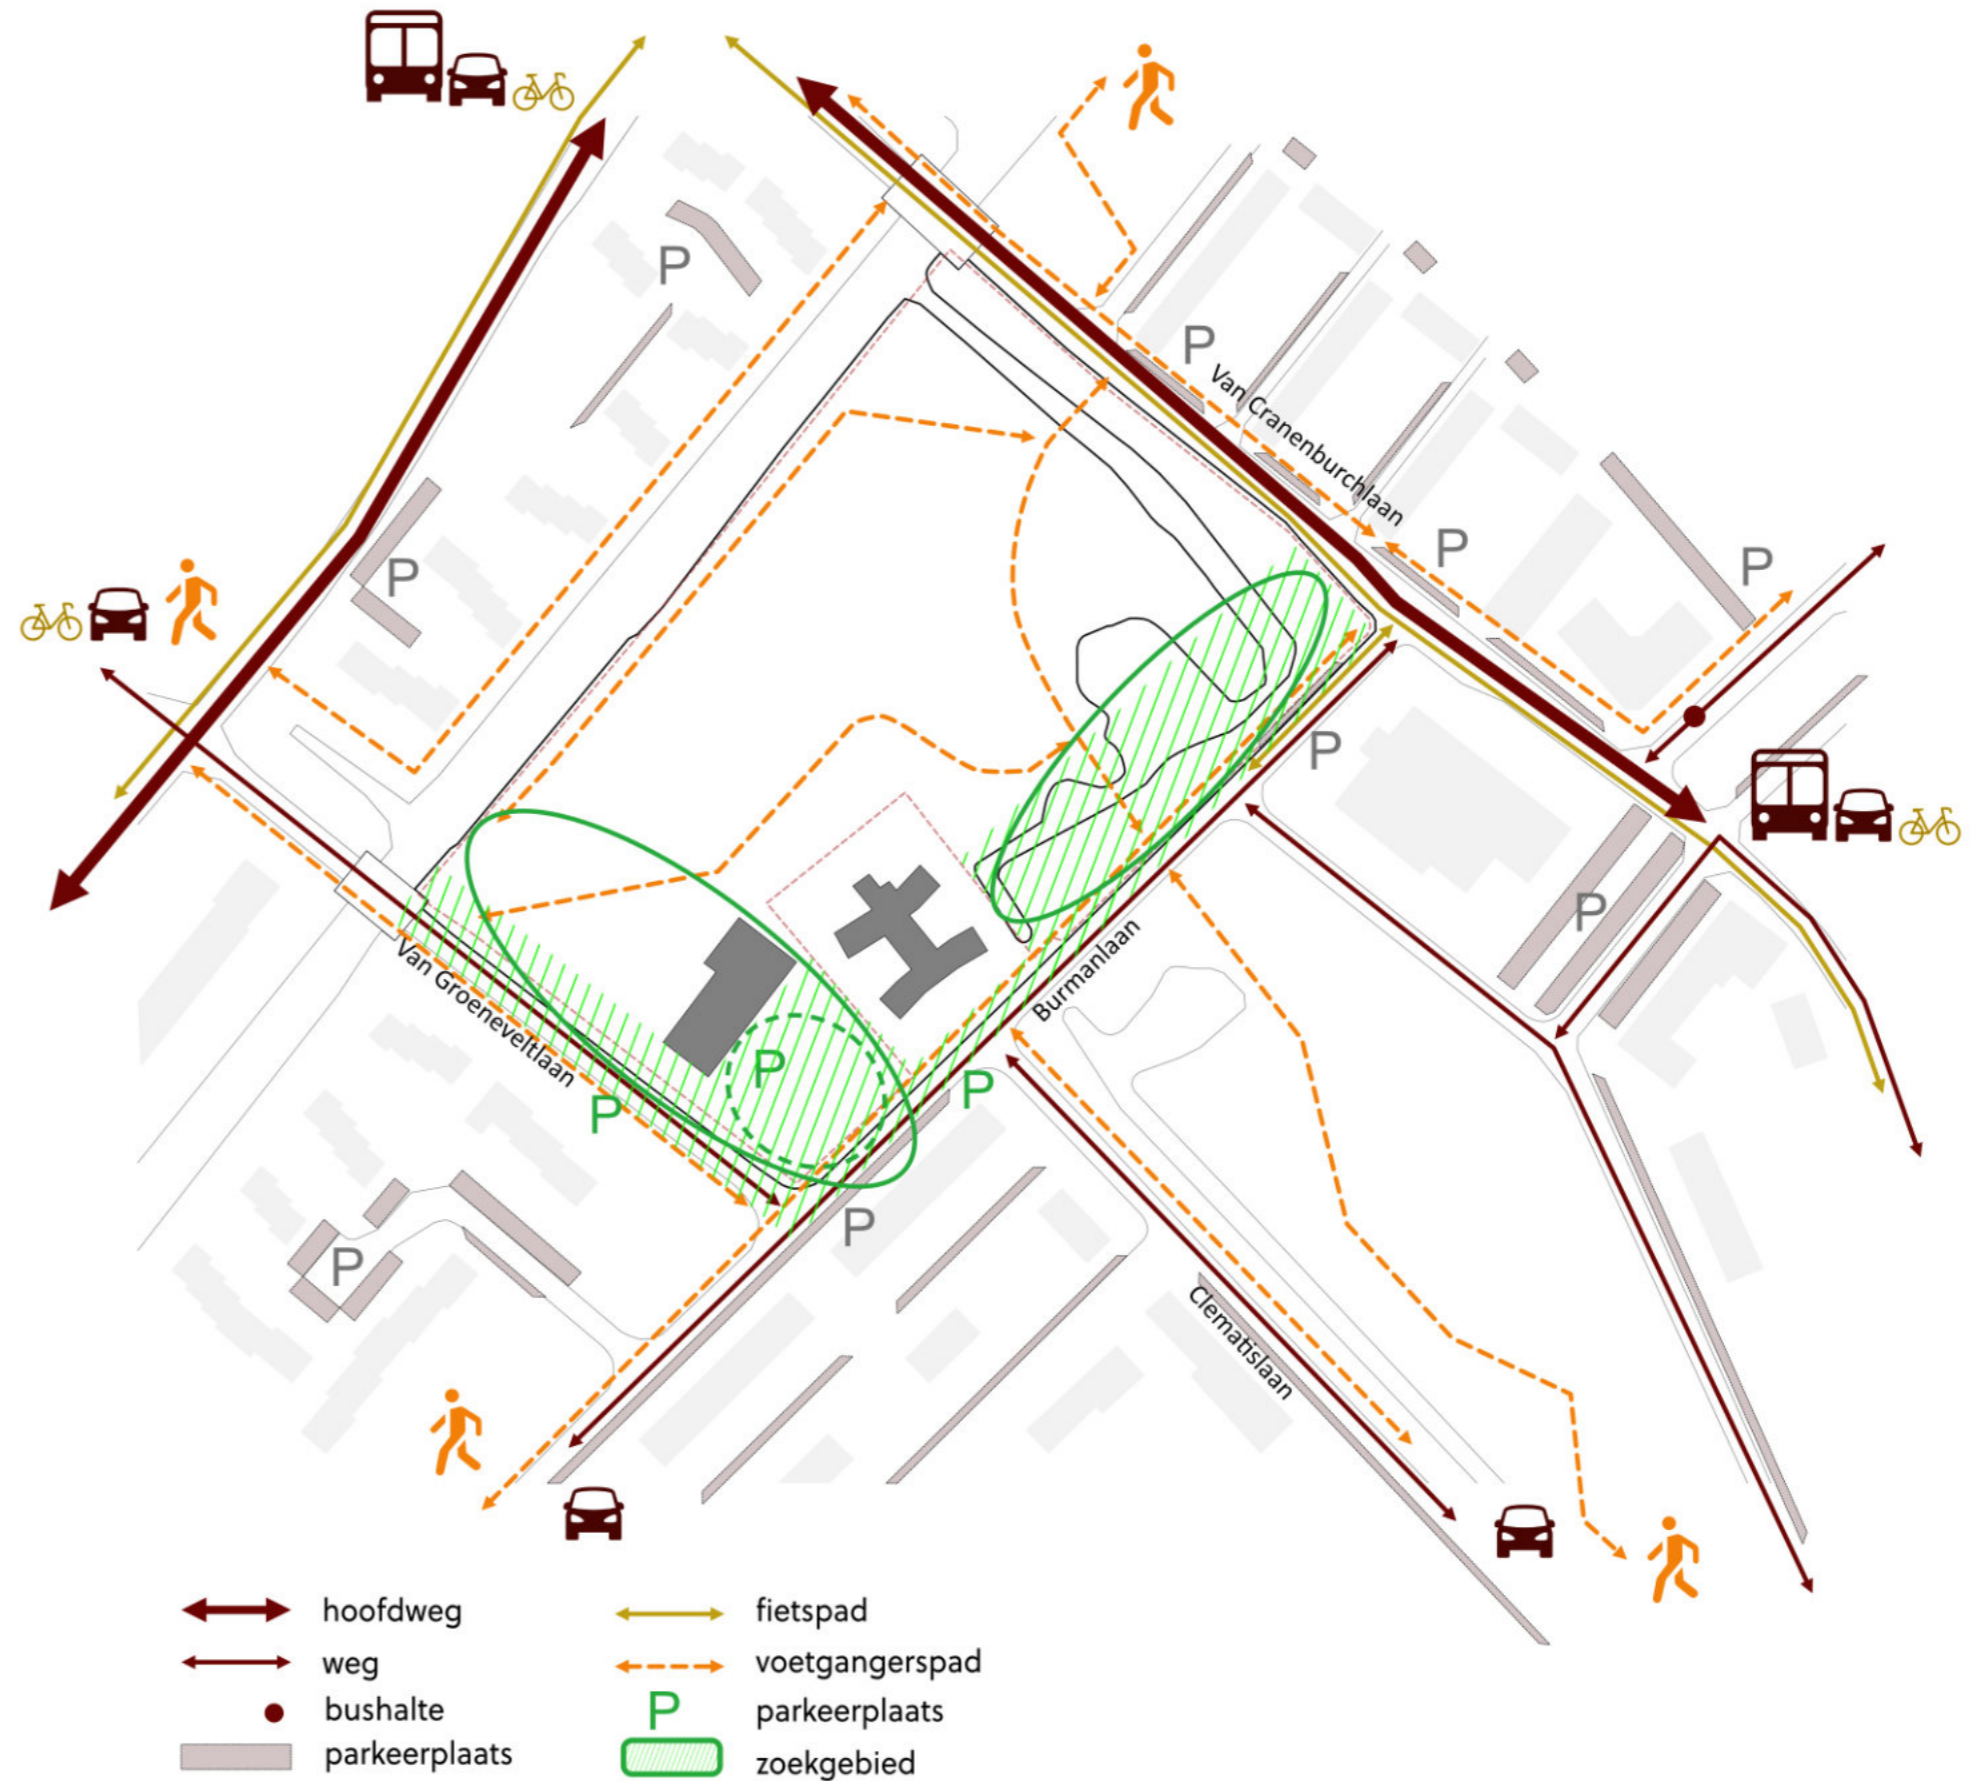 P
P
Van Cranenburchlaan
P
P
P
P
P
Burmanlaan
Van Groeneveltlaan
P
P
P
P
P
Clematislaan
hoofdweg
fietspad
weg
voetgangerspad
bushalte
P parkeerplaats
parkeerplaats
zoekgebied